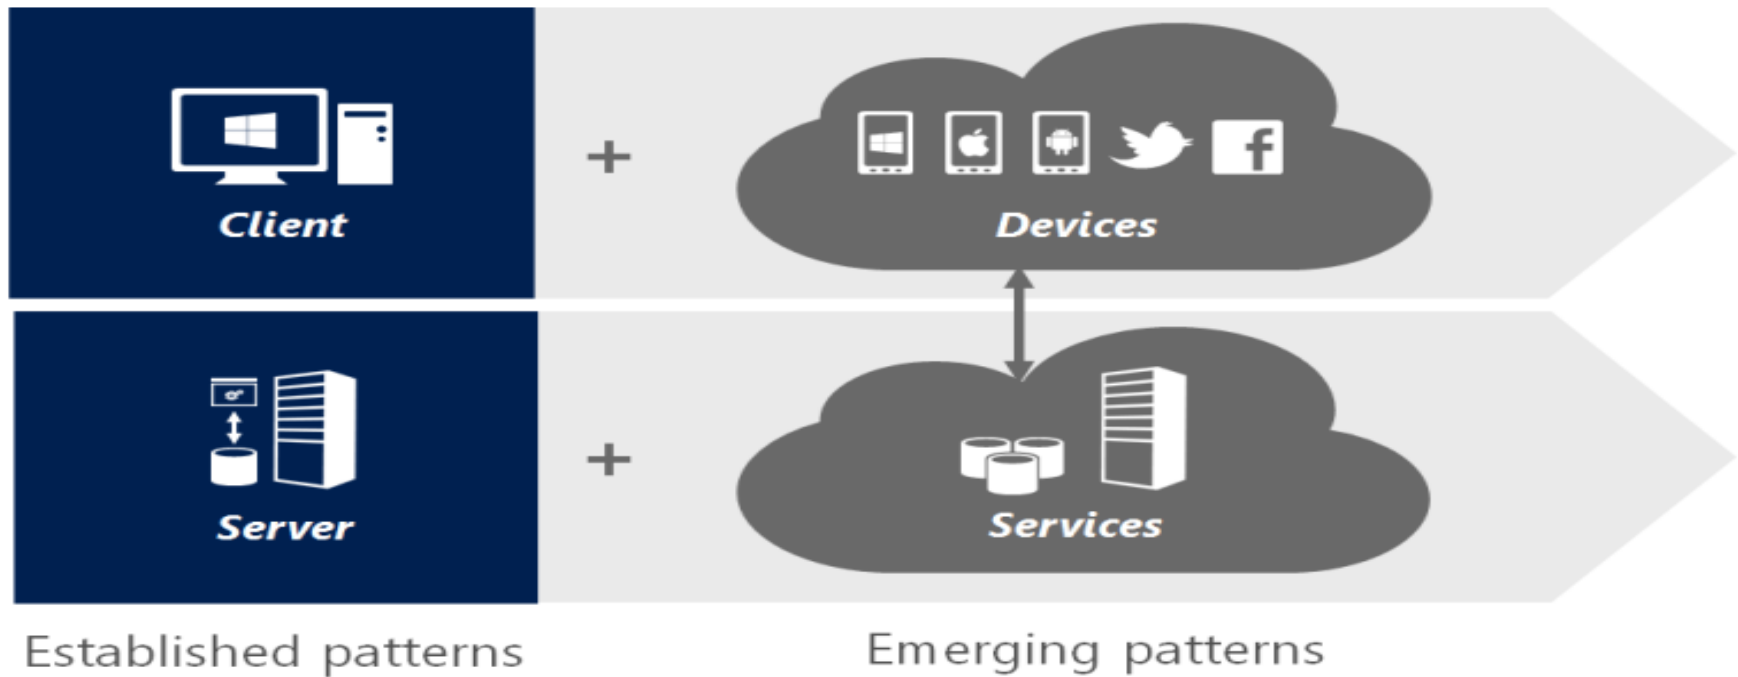 Client
+
Devices
Server
+
Services
Established patterns
Emerging patterns